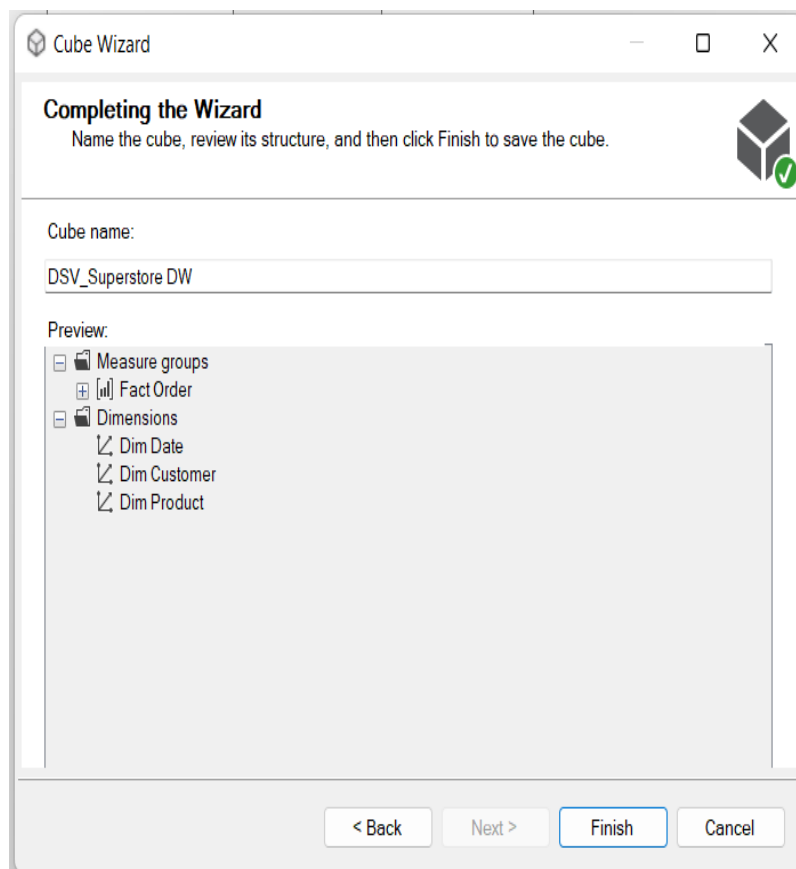 Cube Wizard
Completing the Wizard
Name the cube, review its structure, and then click Finish to save the cube.
Cube name:
DSV_Superstore DW
Preview:
Measure groups
Fact Order
Dimensions
Dim Date
Dim Customer
Dim Product
< Back Next > Finish Cancel